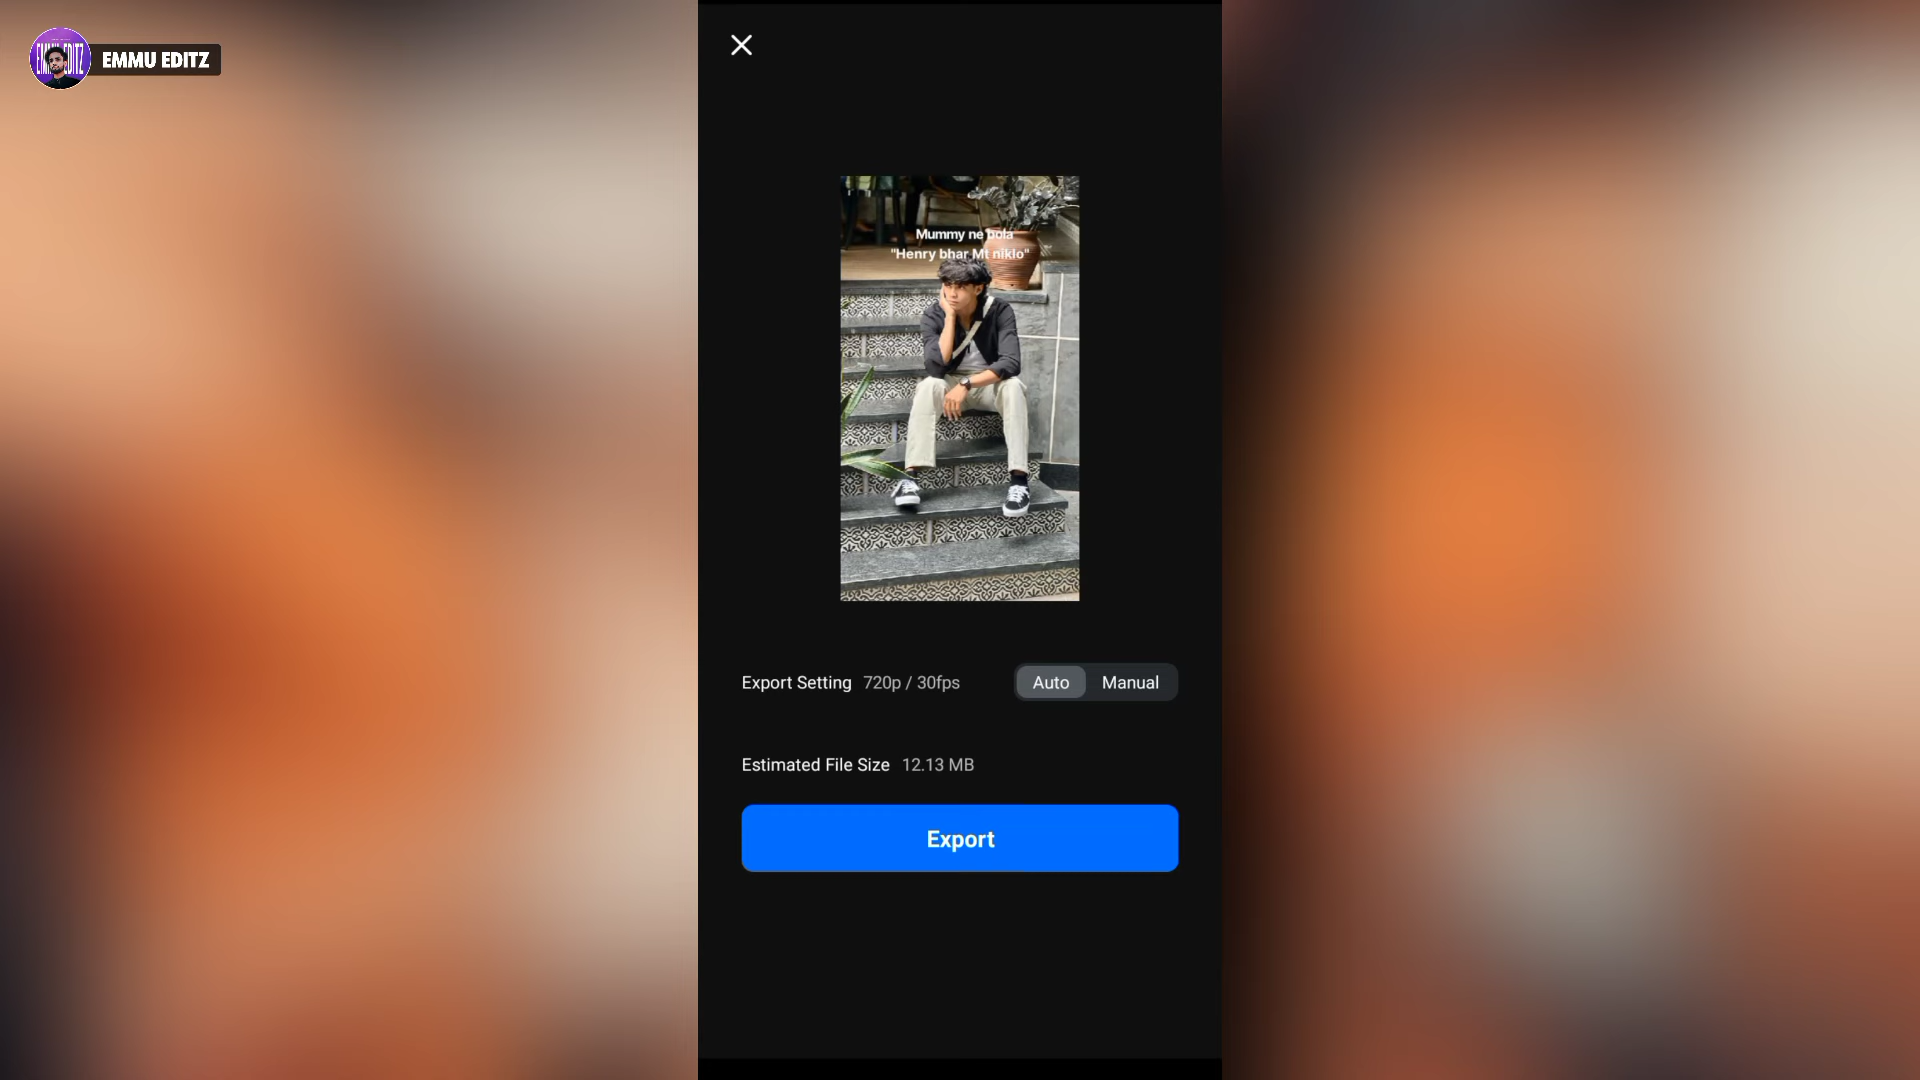 EMMU EDITZ
Mummy ne bola
"Henry bhar Mt niklo"
Export Setting 720p / 30fps
Auto Manual
Estimated File Size 12.13 MB
Export